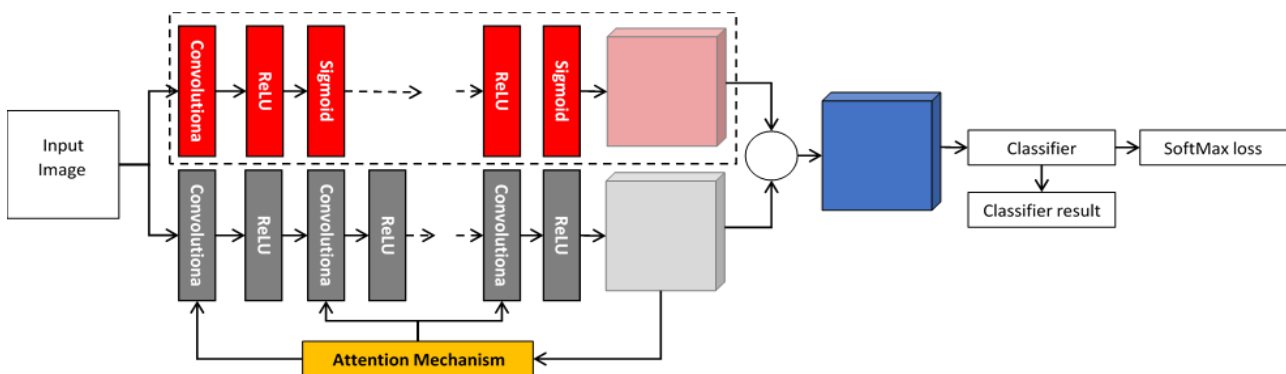 Input
Image
Convolutiona
ReLU
Sigmoid
ReLU
Sigmoid
Convolutiona
ReLU
Convolutiona
ReLU
Convolutiona
ReLU
Attention Mechanism
Classifier
SoftMax loss
Classifier result